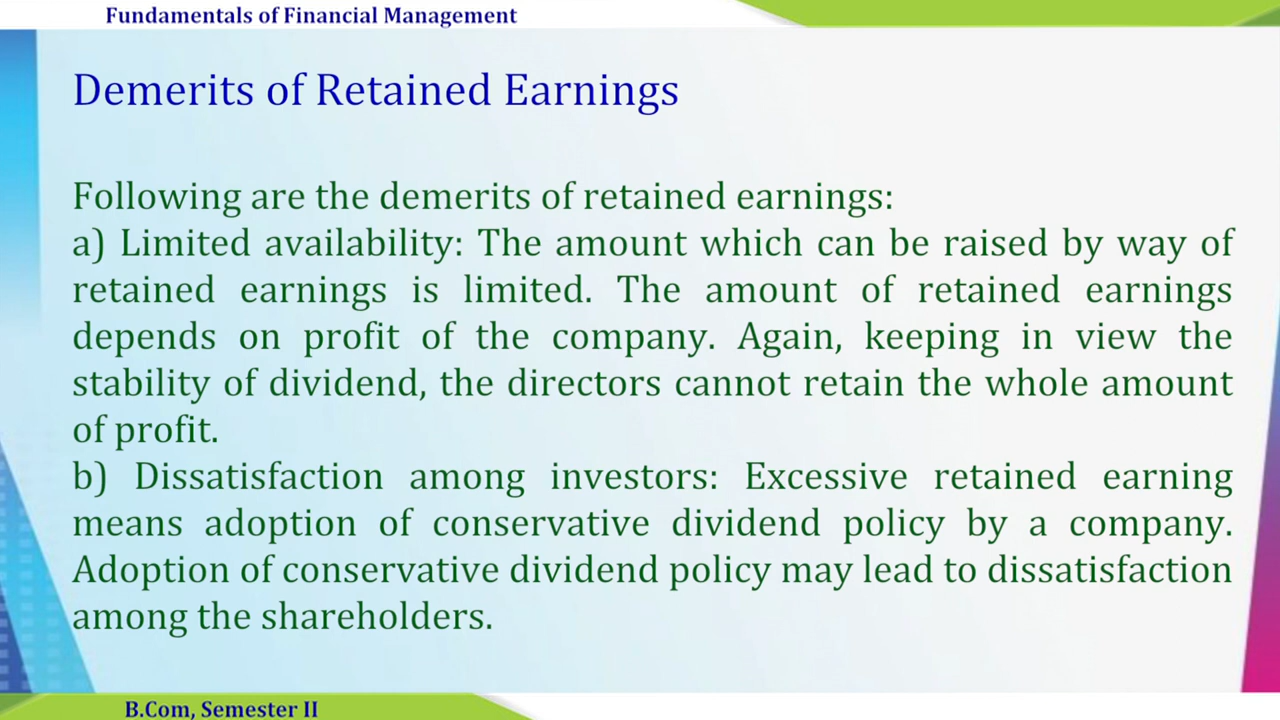 Fundamentals of Financial Management
Demerits of Retained Earnings
Following are the demerits of retained earnings:
a) Limited availability: The amount which can be raised by way of
retained earnings is limited. The amount of retained earnings
depends on profit of the company. Again, keeping in view the
stability of dividend, the directors cannot retain the whole amount
of profit.
b) Dissatisfaction among investors: Excessive retained earning
means adoption of conservative dividend policy by a company.
Adoption of conservative dividend policy may lead to dissatisfaction
among the shareholders.
B.Com, Semester II